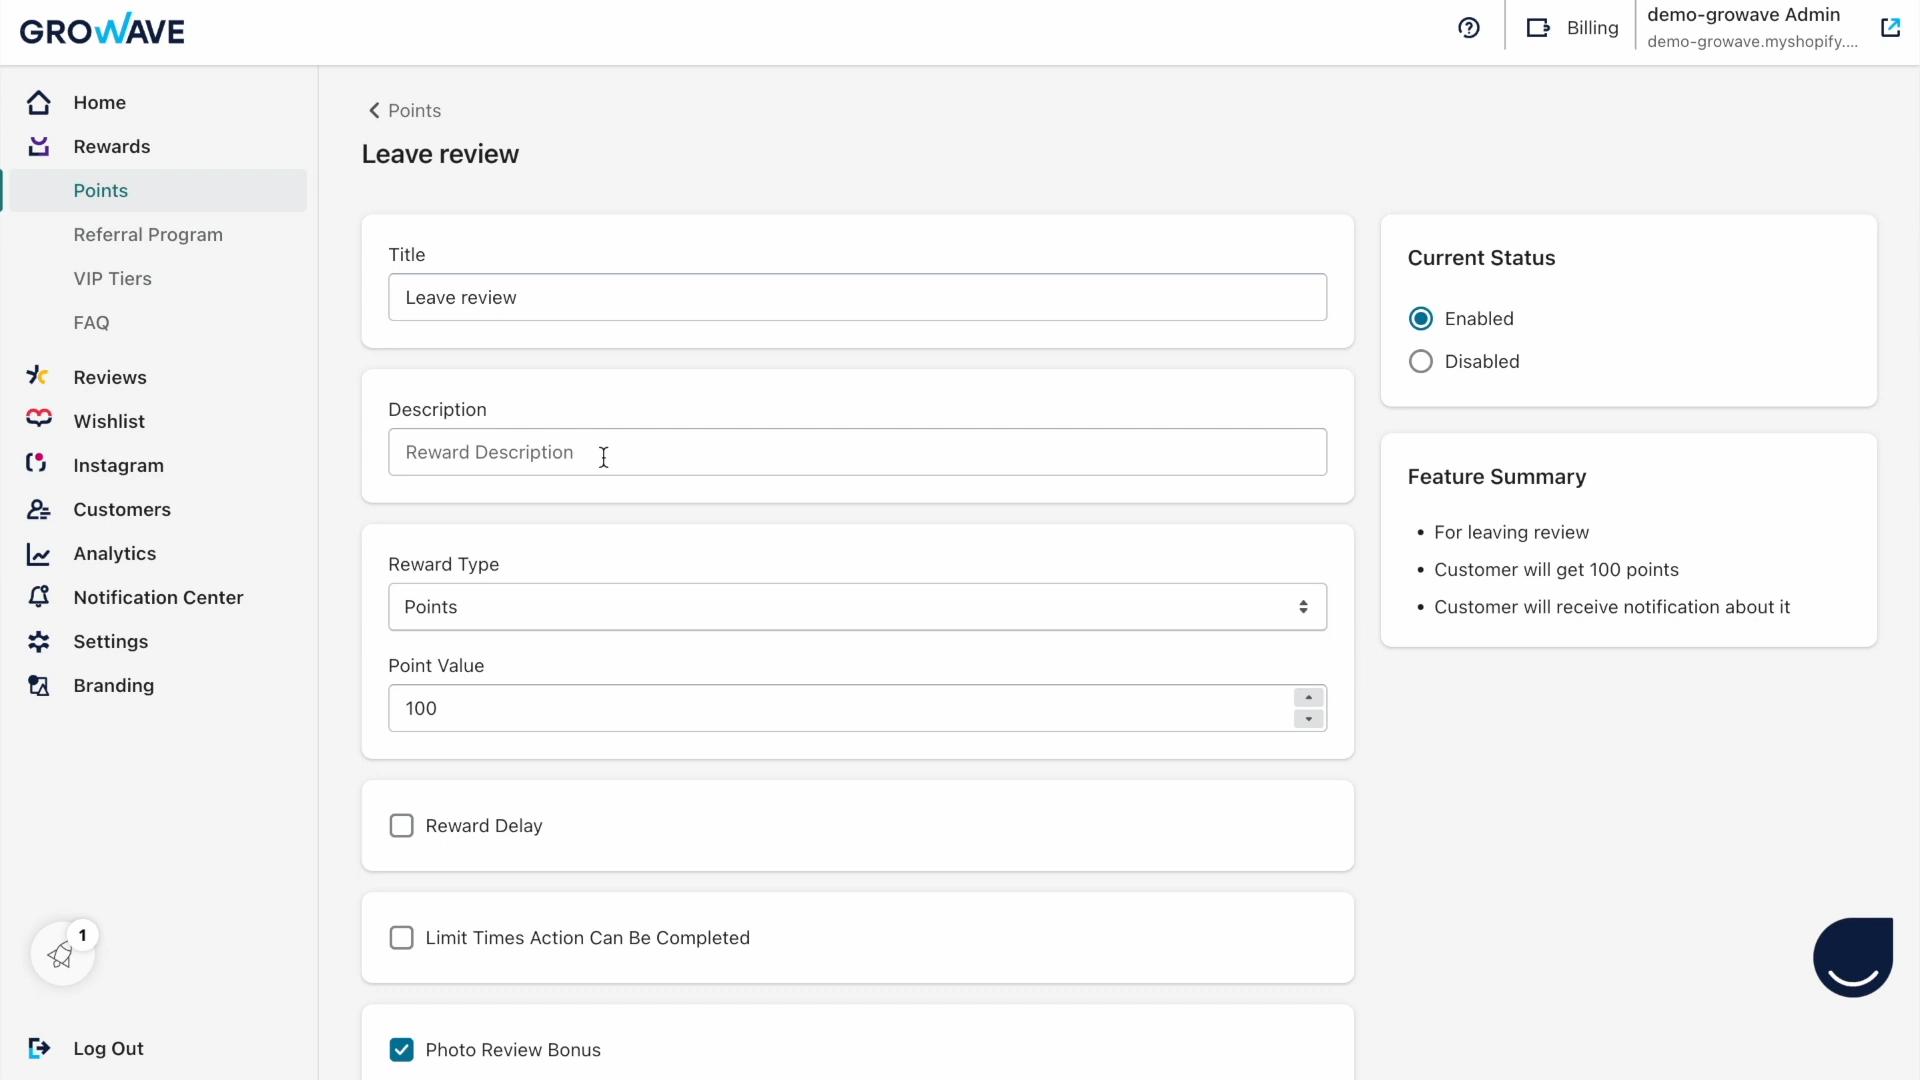 GROWAVE
Billing
demo-growave Admin
demo-growave.myshopify....
Home
Rewards
Points
Referral Program
VIP Tiers
FAQ
Reviews
Wishlist
Instagram
Customers
Analytics
Notification Center
Settings
Branding
1
Log Out
Points
Leave review
Title
Leave review
Description
Reward Description
Reward Type
Points
Point Value
100
Reward Delay
Limit Times Action Can Be Completed
Photo Review Bonus
Current Status
Enabled
Disabled
Feature Summary
• For leaving review
• Customer will get 100 points
• Customer will receive notification about it